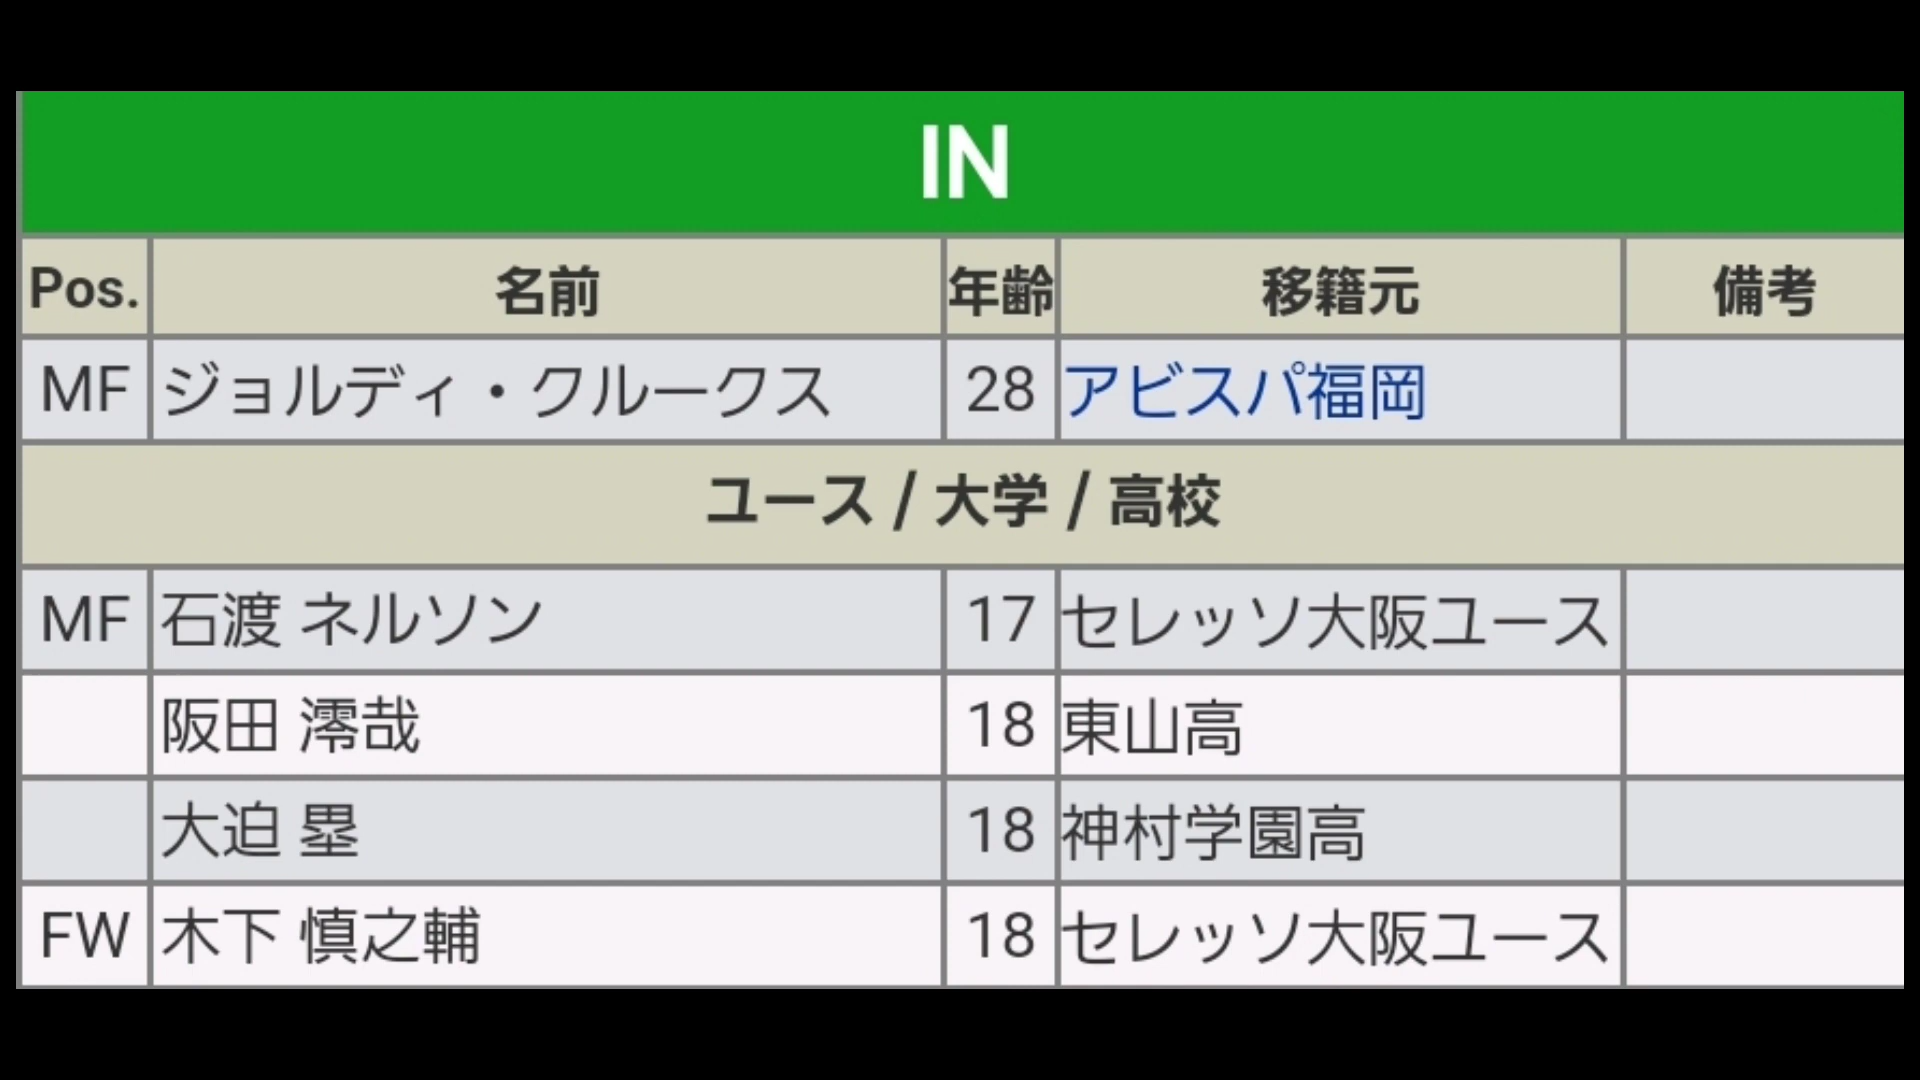 IN
Pos. 名前 年齢 移籍元 備考
MF ジョルディ・クルークス 28 アビスパ福岡
ユース / 大学 / 高校
MF 石渡 ネルソン 17 セレッソ大阪ユース
阪田 澪哉 18 東山高
大迫 塁 18 神村学園高
FW 木下 慎之輔 18 セレッソ大阪ユース